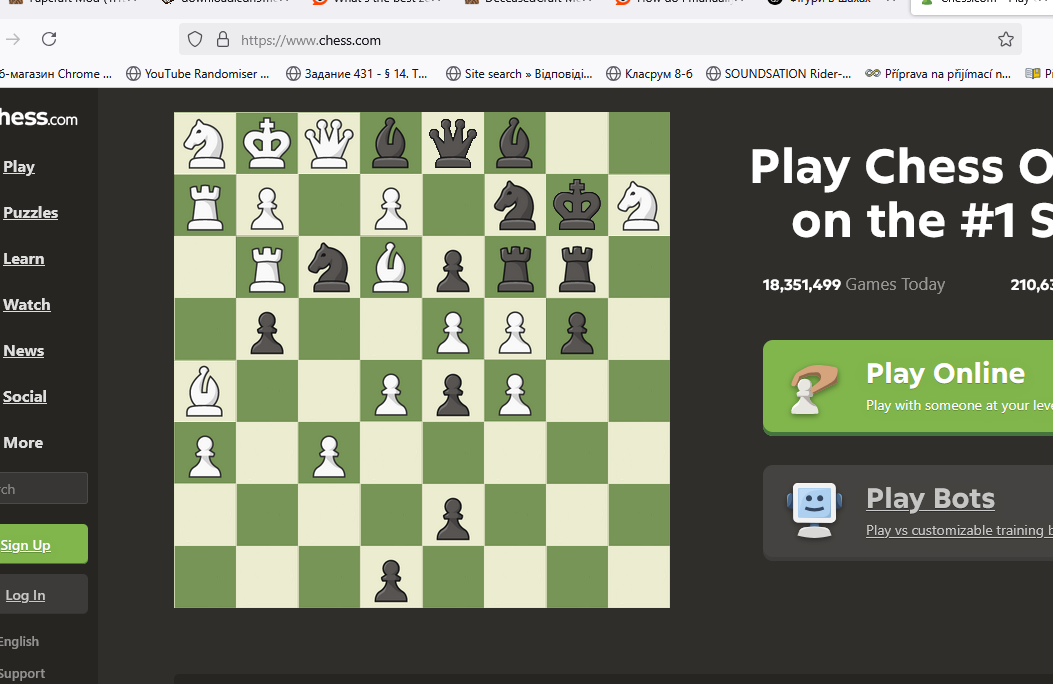 https://www.chess.com
б-магазин Chrome ...
YouTube Randomiser ...
Задание 431 - § 14. Т...
Site search » Відповіді...
Класрум 8-б
SOUNDSATION Rider-...
Příprava na přijímací n...
hess.com
Play
Puzzles
Learn
Watch
News
Social
More
rch
Sign Up
Log In
English
Support
Play Chess O
on the #1 S
18,351,499 Games Today
210,63
Play Online
Play with someone at your leve
Play Bots
Play vs customizable training b